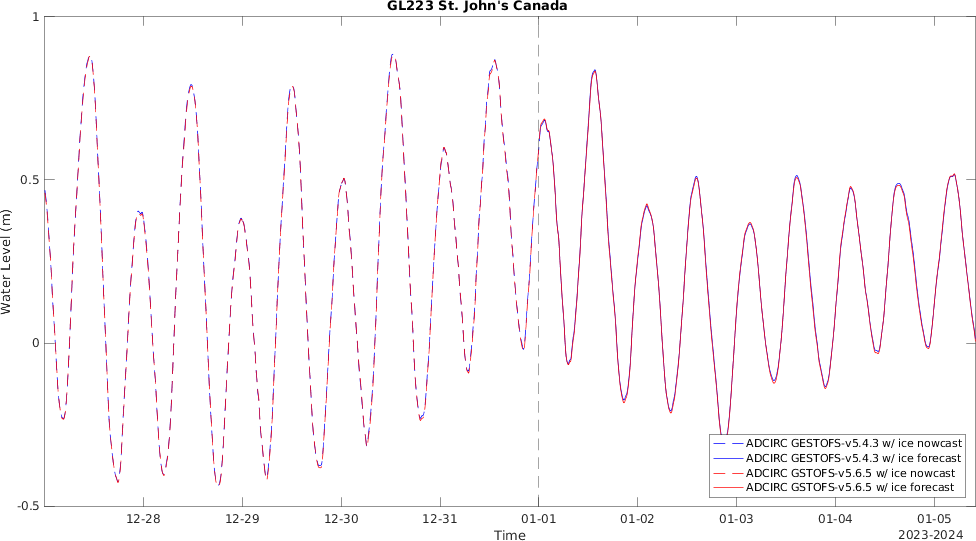 GL223 St. John's Canada
1
0.5
0
-0.5
Water Level (m)
12-28
12-29
12-30
12-31
01-01
01-02
01-03
01-04
01-05
Time
2023-2024
ADCIRC GESTOFS-v5.4.3 w/ ice nowcast
ADCIRC GESTOFS-v5.4.3 w/ ice forecast
ADCIRC GSTOFS-v5.6.5 w/ ice nowcast
ADCIRC GSTOFS-v5.6.5 w/ ice forecast